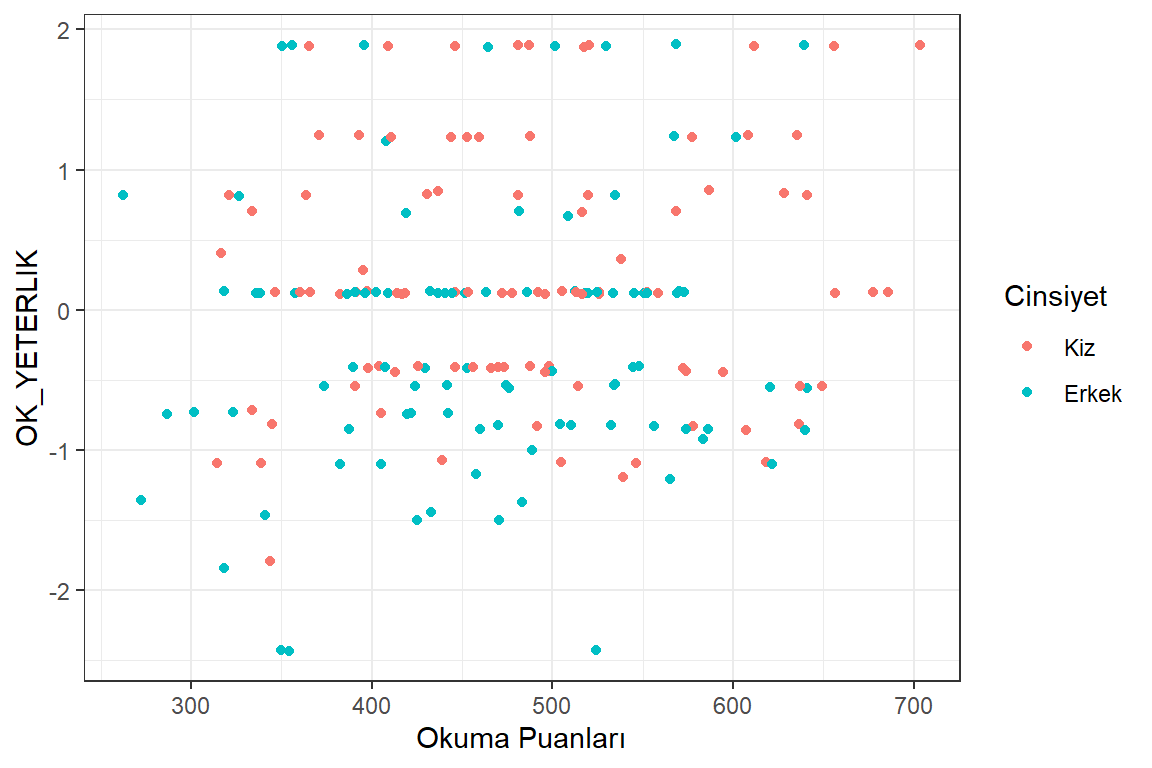 2
1
0
-1
-2
OK_YETERLIK
300 400 500 600 700
Okuma Puanları
Cinsiyet
Kiz
Erkek